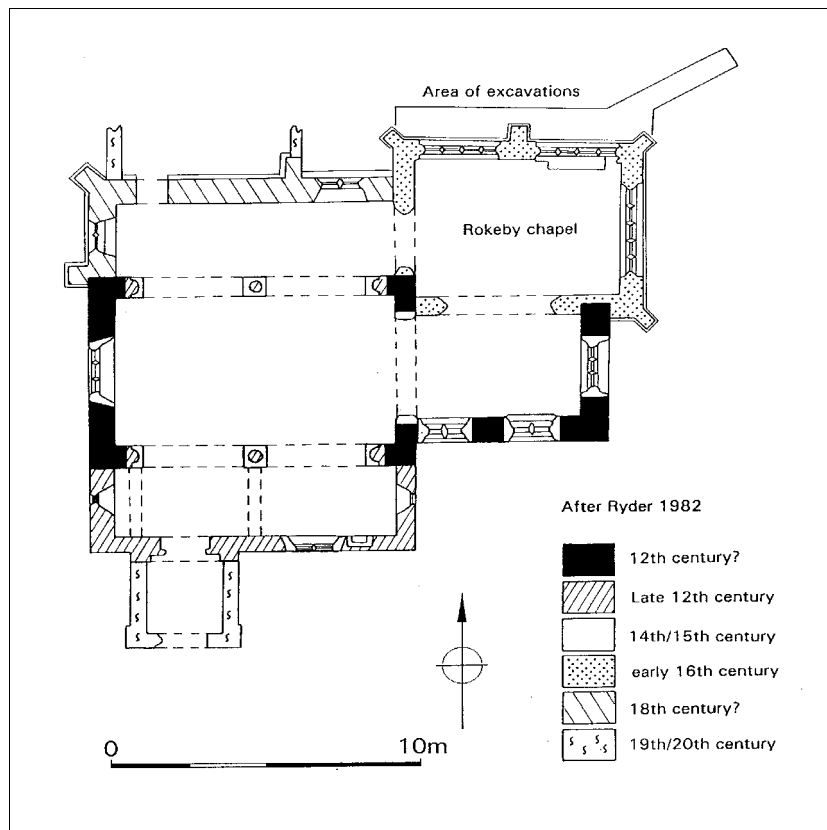 Area of excavations
Rokeby chapel
After Ryder 1982
12th century?
Late 12th century
14th/15th century
early 16th century
18th century?
19th/20th century
0 10m